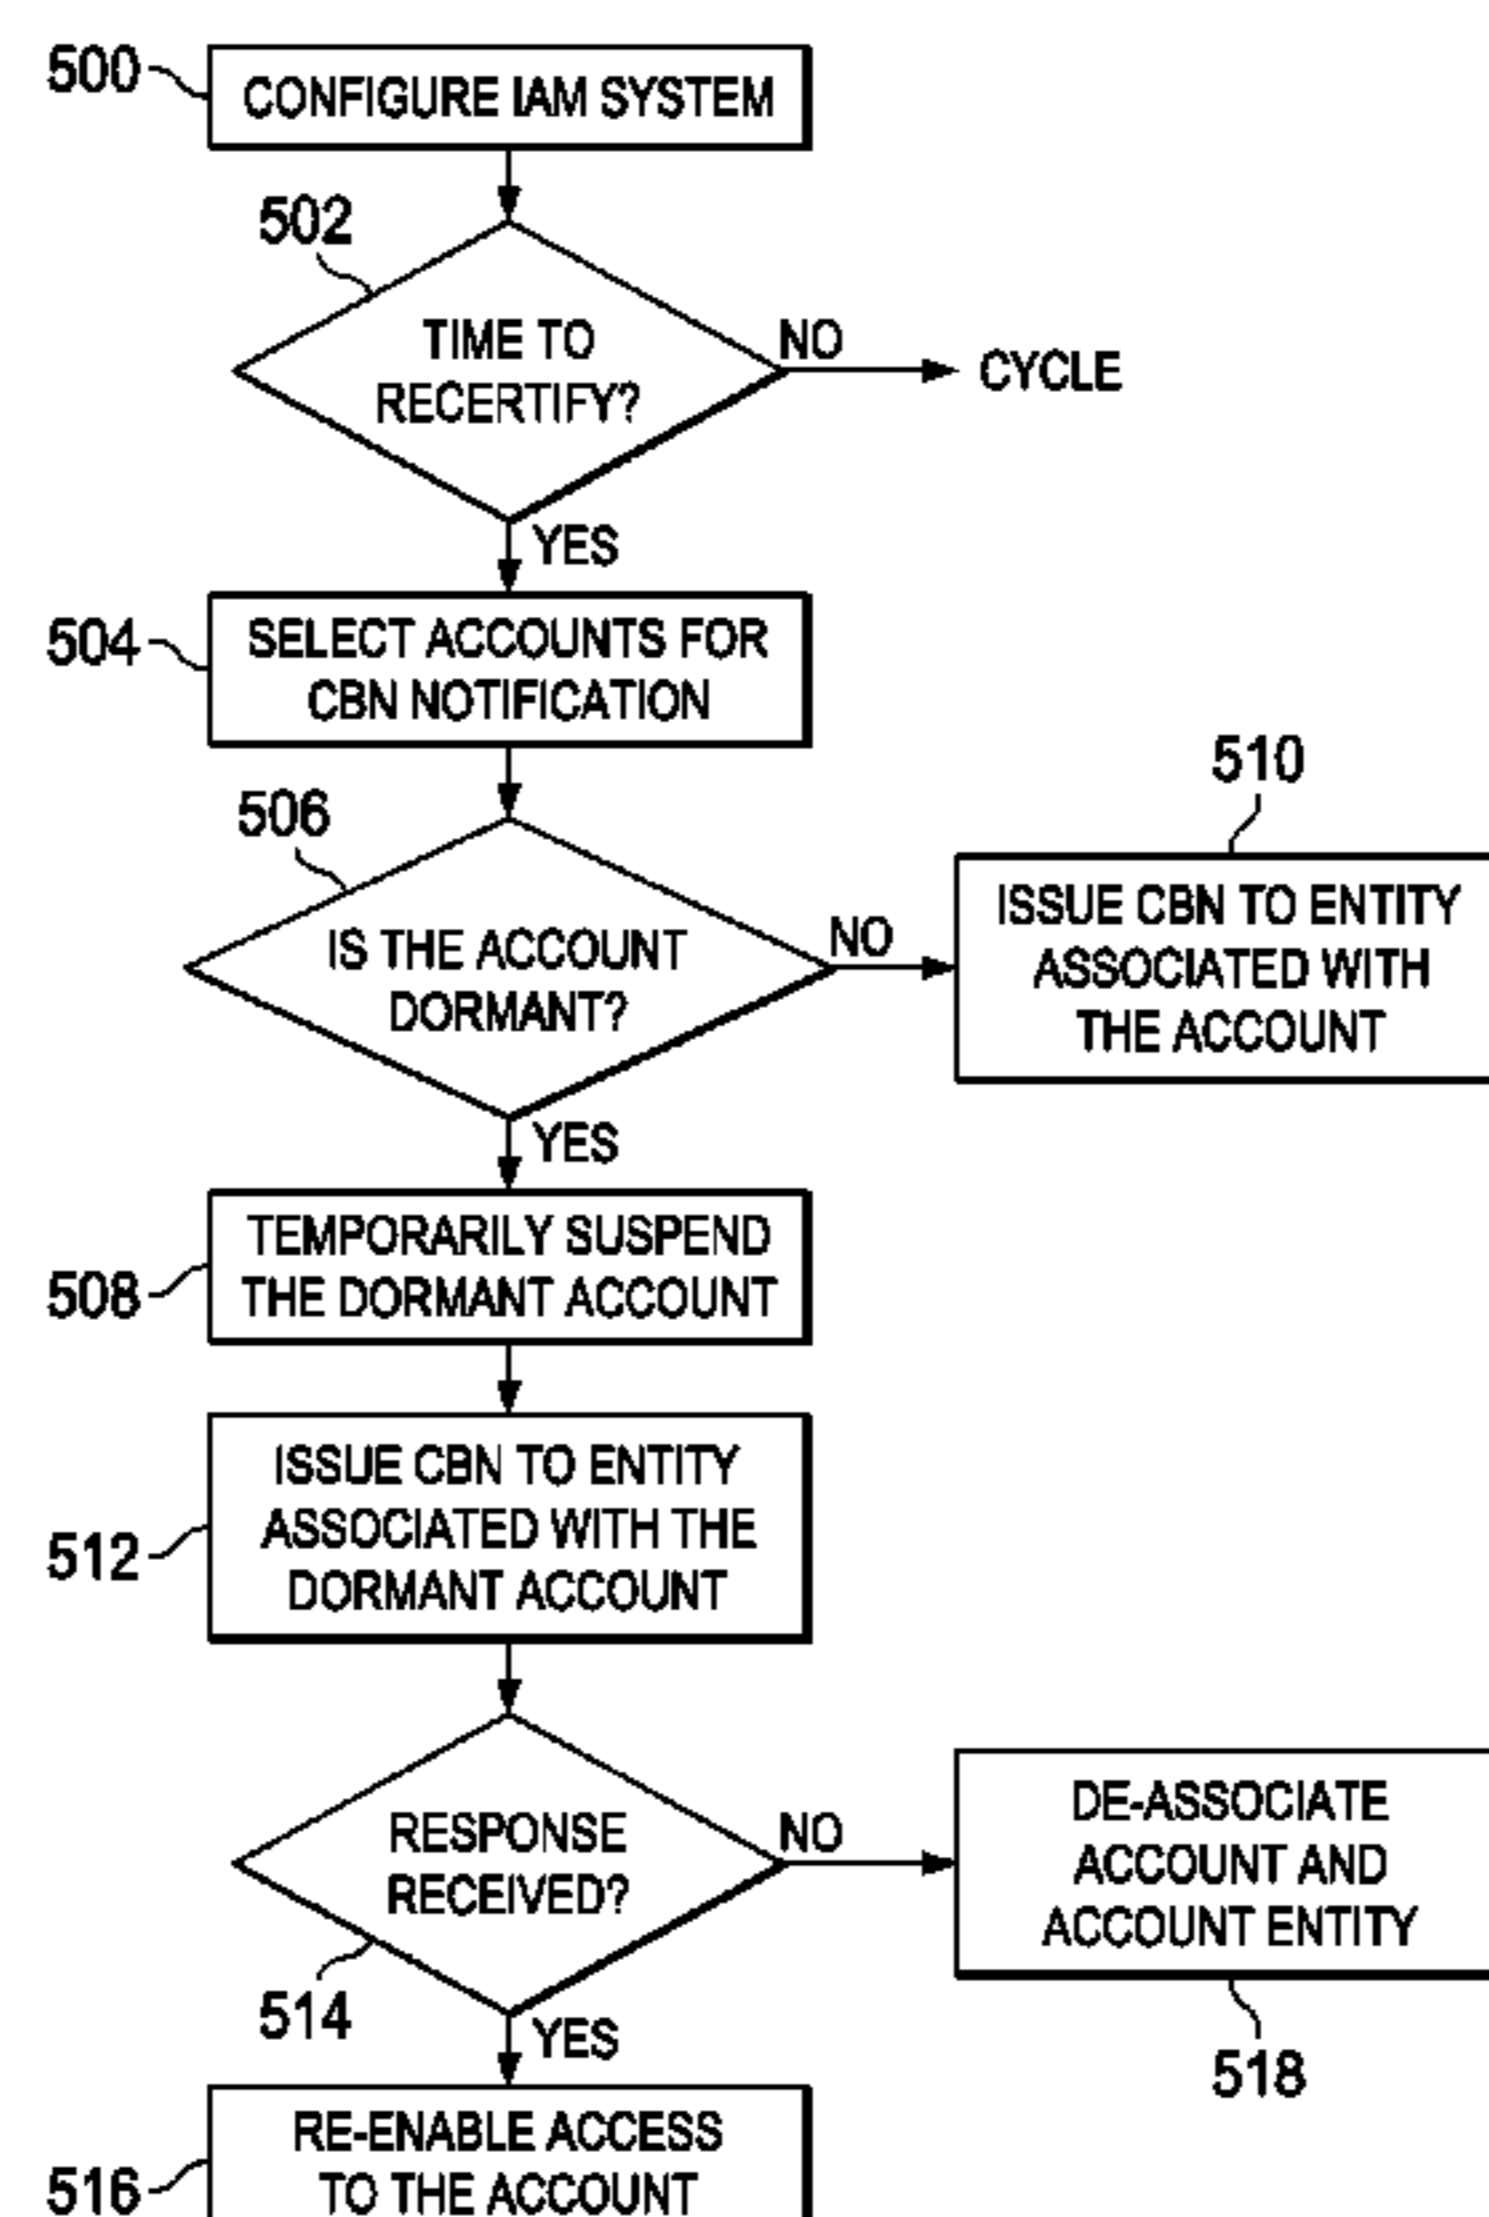 500
CONFIGURE IAM SYSTEM
502
TIME TO
RECERTIFY?
NO
CYCLE
YES
504
SELECT ACCOUNTS FOR
CBN NOTIFICATION
506
IS THE ACCOUNT
DORMANT?
NO
510
ISSUE CBN TO ENTITY
ASSOCIATED WITH
THE ACCOUNT
YES
508
TEMPORARILY SUSPEND
THE DORMANT ACCOUNT
512
ISSUE CBN TO ENTITY
ASSOCIATED WITH THE
DORMANT ACCOUNT
RESPONSE
RECEIVED?
514
NO
DE-ASSOCIATE
ACCOUNT AND
ACCOUNT ENTITY
518
YES
516
RE-ENABLE ACCESS
TO THE ACCOUNT